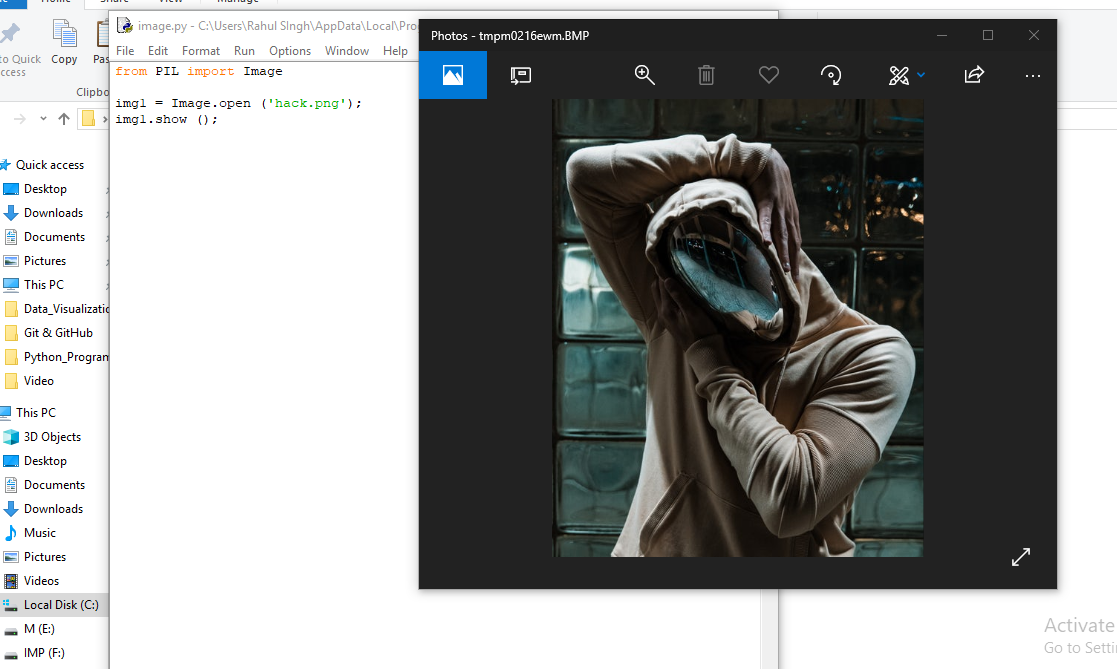 Home
Share
View
Manage
image.py - C:\Users\Rahul SIngh\AppData\Local\Pro
File Edit Format Run Options Window Help
from PIL import Image
img1 = Image.open ('hack.png');
img1.show ();
Photos - tmpm0216ewm.BMP
to Quick
ccess
Copy
Pas
Clipbo
Quick access
Desktop
Downloads
Documents
Pictures
This PC
Data_Visualizatio
Git & GitHub
Python_Program
Video
This PC
3D Objects
Desktop
Documents
Downloads
Music
Pictures
Videos
Local Disk (C:)
M (E:)
IMP (F:)
Activate
Go to Setti